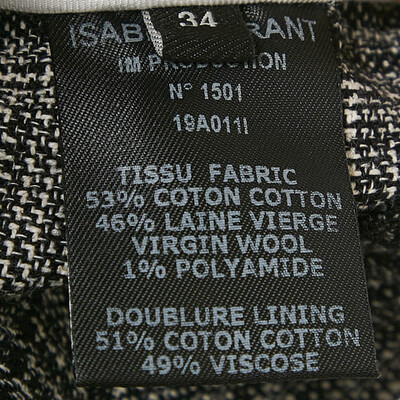 34
ISAB RANT
IM PRODUCTION
N° 1501
19A011I
TISSU FABRIC
53% COTON COTTON
46% LAINE VIERGE
VIRGIN WOOL
1% POLYAMIDE
DOUBLURE LINING
51% COTON COTTON
49% VISCOSE